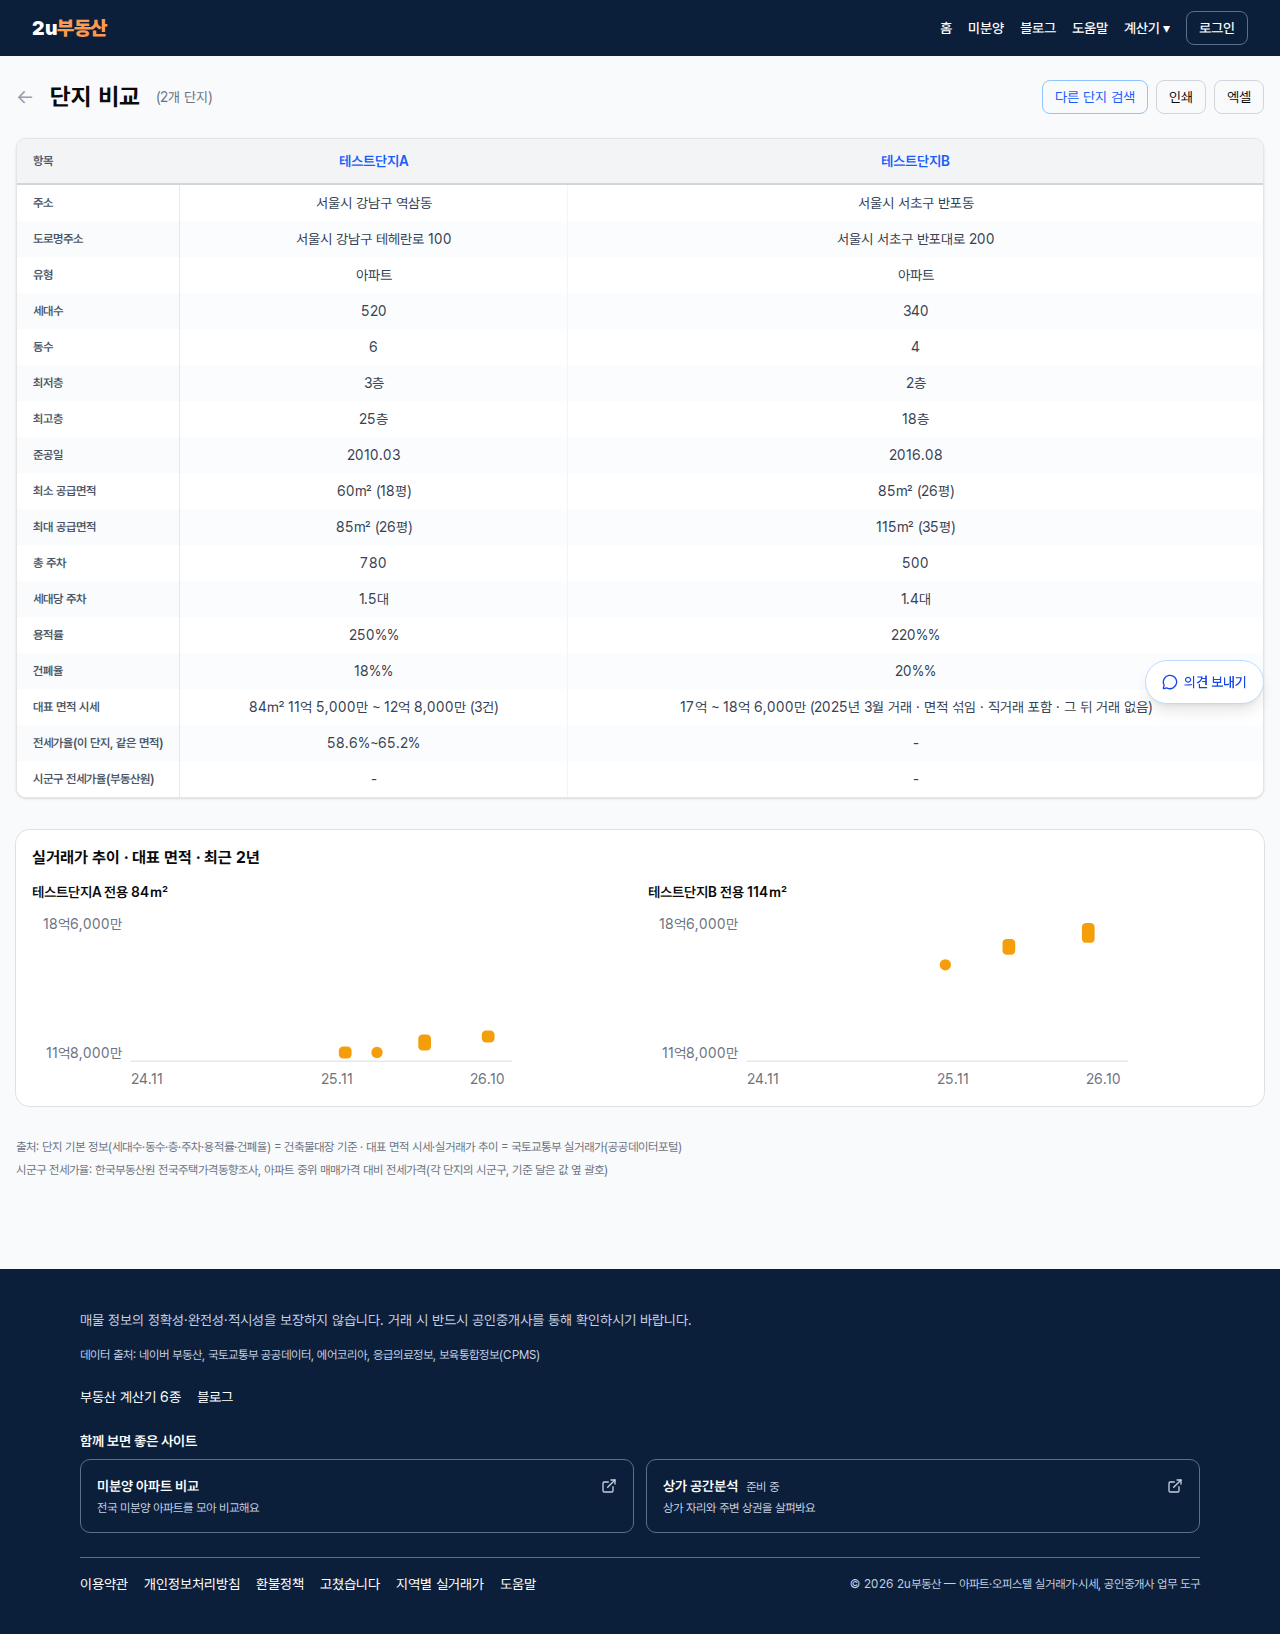 2u부동산 홈 미분양 블로그 도움말 계산기 ▾ 로그인
← 단지 비교 (2개 단지) 다른 단지 검색 인쇄 엑셀
항목 테스트단지A 테스트단지B
주소 서울시 강남구 역삼동 서울시 서초구 반포동
도로명주소 서울시 강남구 테헤란로 100 서울시 서초구 반포대로 200
유형 아파트 아파트
세대수 520 340
동수 6 4
최저층 3층 2층
최고층 25층 18층
준공일 2010.03 2016.08
최소 공급면적 60m² (18평) 85m² (26평)
최대 공급면적 85m² (26평) 115m² (35평)
총 주차 780 500
세대당 주차 1.5대 1.4대
용적률 250%% 220%%
건폐율 18%% 20%%
의견 보내기
대표 면적 시세 84m² 11억 5,000만 ~ 12억 8,000만 (3건) 17억 ~ 18억 6,000만 (2025년 3월 거래 · 면적 섞임 · 직거래 포함 · 그 뒤 거래 없음)
전세가율(이 단지, 같은 면적) 58.6%~65.2% -
시군구 전세가율(부동산원) - -
실거래가 추이 · 대표 면적 · 최근 2년
테스트단지A 전용 84m² 테스트단지B 전용 114m²
18억6,000만 18억6,000만
11억8,000만 11억8,000만
24.11 25.11 26.10 24.11 25.11 26.10
출처: 단지 기본 정보(세대수·동수·층·주차·용적률·건폐율) = 건축물대장 기준 · 대표 면적 시세·실거래가 추이 = 국토교통부 실거래가(공공데이터포털)
시군구 전세가율: 한국부동산원 전국주택가격동향조사, 아파트 중위 매매가격 대비 전세가격(각 단지의 시군구, 기준 달은 값 옆 괄호)
매물 정보의 정확성·완전성·적시성을 보장하지 않습니다. 거래 시 반드시 공인중개사를 통해 확인하시기 바랍니다.
데이터 출처: 네이버 부동산, 국토교통부 공공데이터, 에어코리아, 응급의료정보, 보육통합정보(CPMS)
부동산 계산기 6종 블로그
함께 보면 좋은 사이트
미분양 아파트 비교 상가 공간분석 준비 중
전국 미분양 아파트를 모아 비교해요 상가 자리와 주변 상권을 살펴봐요
이용약관 개인정보처리방침 환불정책 고쳤습니다 지역별 실거래가 도움말 © 2026 2u부동산 — 아파트·오피스텔 실거래가·시세, 공인중개사 업무 도구